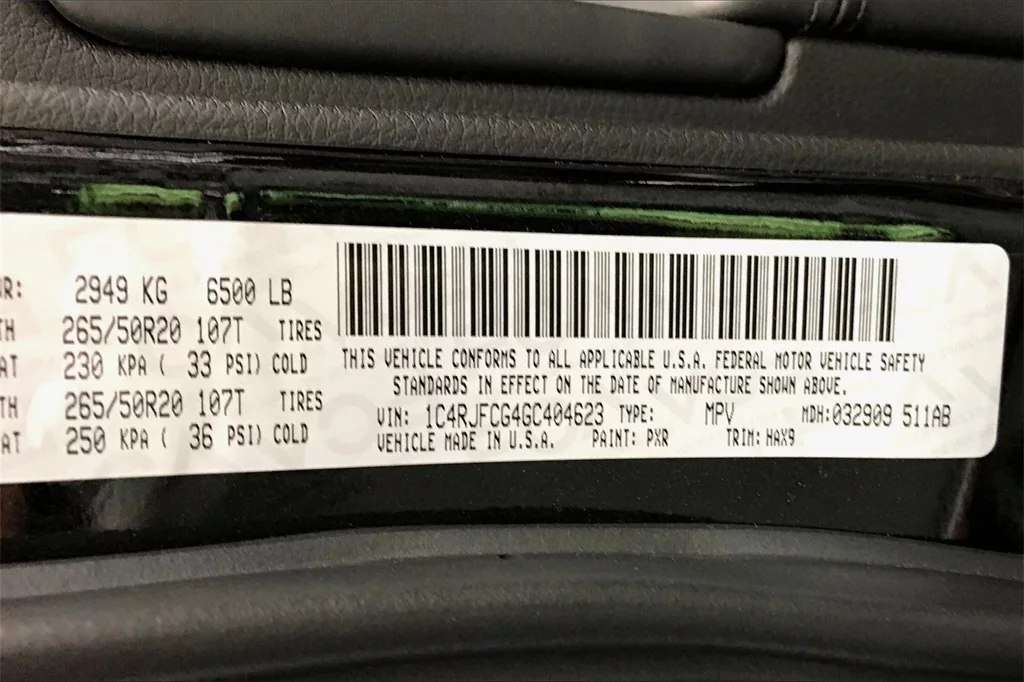 R: 2949 KG 6500 LB
TH 265/50R20 107T TIRES
AT 230 KPA ( 33 PSI) COLD
TH 265/50R20 107T TIRES
AT 250 KPA ( 36 PSI) COLD
THIS VEHICLE CONFORMS TO ALL APPLICABLE U.S.A. FEDERAL MOTOR VEHICLE SAFETY
STANDARDS IN EFFECT ON THE DATE OF MANUFACTURE SHOWN ABOVE.
VIN: 1C4RJFCG4GC404623 TYPE: MPV MDH:032909 511AB
VEHICLE MADE IN U.S.A. PAINT: PXR TRIM: HAX9